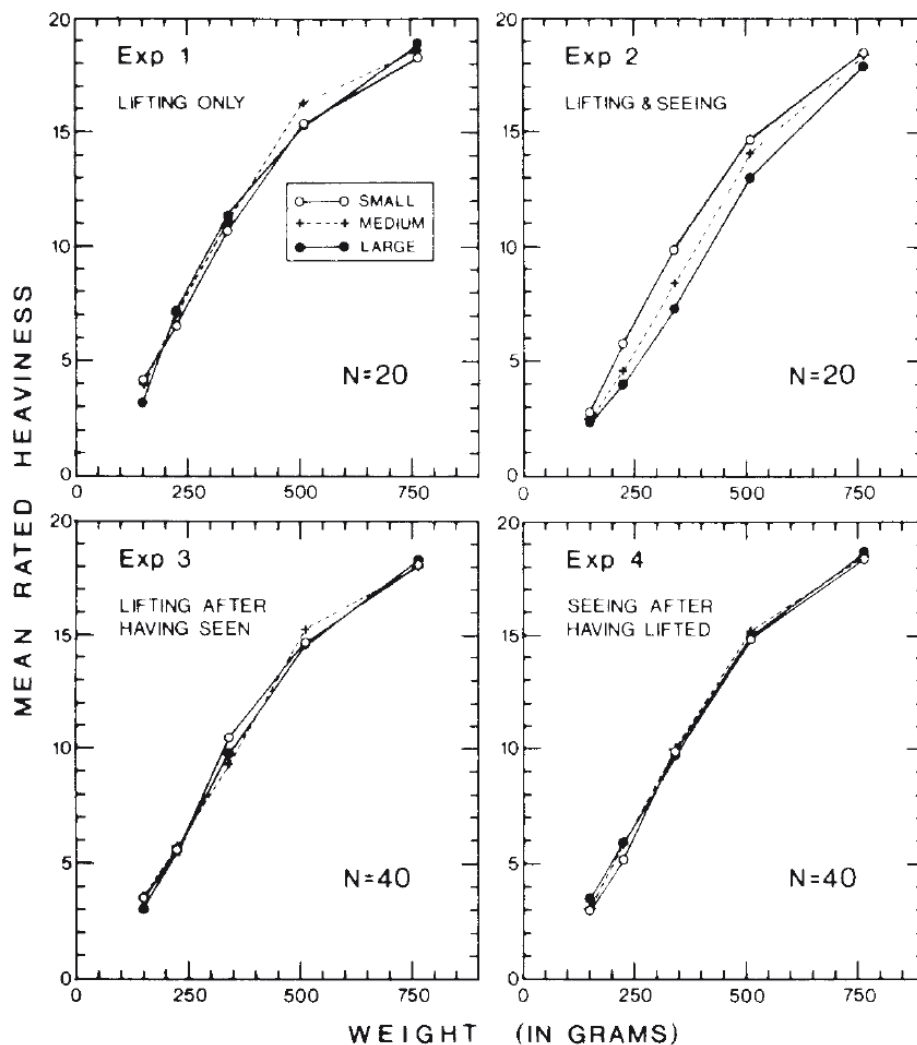 20
15
10
5
0
Exp 1
LIFTING ONLY
SMALL
MEDIUM
LARGE
N=20
0 250 500 750
20
15
10
5
0
Exp 2
LIFTING & SEEING
N=20
0 250 500 750
20
15
10
5
0
Exp 3
LIFTING AFTER
HAVING SEEN
N=40
0 250 500 750
20
15
10
5
0
Exp 4
SEEING AFTER
HAVING LIFTED
N=40
0 250 500 750
MEAN RATED HEAVINESS
WEIGHT (IN GRAMS)